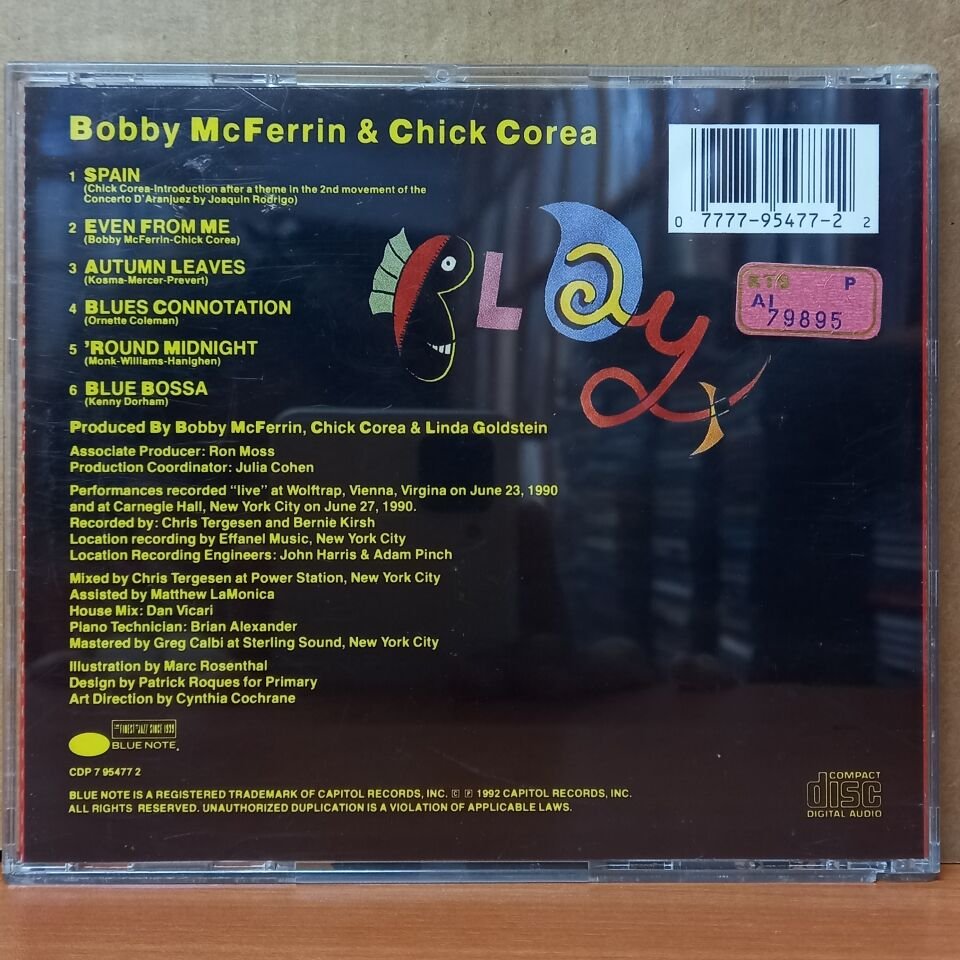 Bobby McFerrin & Chick Corea
1 SPAIN
(Chick Corea-Introduction after a theme in the 2nd movement of the
Concerto D'Aranjuez by Joaquin Rodrigo)
2 EVEN FROM ME
(Bobby McFerrin-Chick Corea)
3 AUTUMN LEAVES
(Kosma-Mercer-Prevert)
4 BLUES CONNOTATION
(Ornette Coleman)
5 'ROUND MIDNIGHT
(Monk-Williams-Hanighen)
6 BLUE BOSSA
(Kenny Dorham)
0 7777-95477-2 2
Play
P
AI
79895
Produced By Bobby McFerrin, Chick Corea & Linda Goldstein
Associate Producer: Ron Moss
Production Coordinator: Julia Cohen
Performances recorded "live" at Wolftrap, Vienna, Virgina on June 23, 1990
and at Carnegie Hall, New York City on June 27, 1990.
Recorded by: Chris Tergesen and Bernie Kirsh
Location recording by Effanel Music, New York City
Location Recording Engineers: John Harris & Adam Pinch
Mixed by Chris Tergesen at Power Station, New York City
Assisted by Matthew LaMonica
House Mix: Dan Vicari
Piano Technician: Brian Alexander
Mastered by Greg Calbi at Sterling Sound, New York City
Illustration by Marc Rosenthal
Design by Patrick Roques for Primary
Art Direction by Cynthia Cochrane
THE FINEST IN JAZZ SINCE 1939
BLUE NOTE
CDP 7 95477 2
BLUE NOTE IS A REGISTERED TRADEMARK OF CAPITOL RECORDS, INC. © ℗ 1992 CAPITOL RECORDS, INC.
ALL RIGHTS RESERVED. UNAUTHORIZED DUPLICATION IS A VIOLATION OF APPLICABLE LAWS.
COMPACT
disc
DIGITAL AUDIO